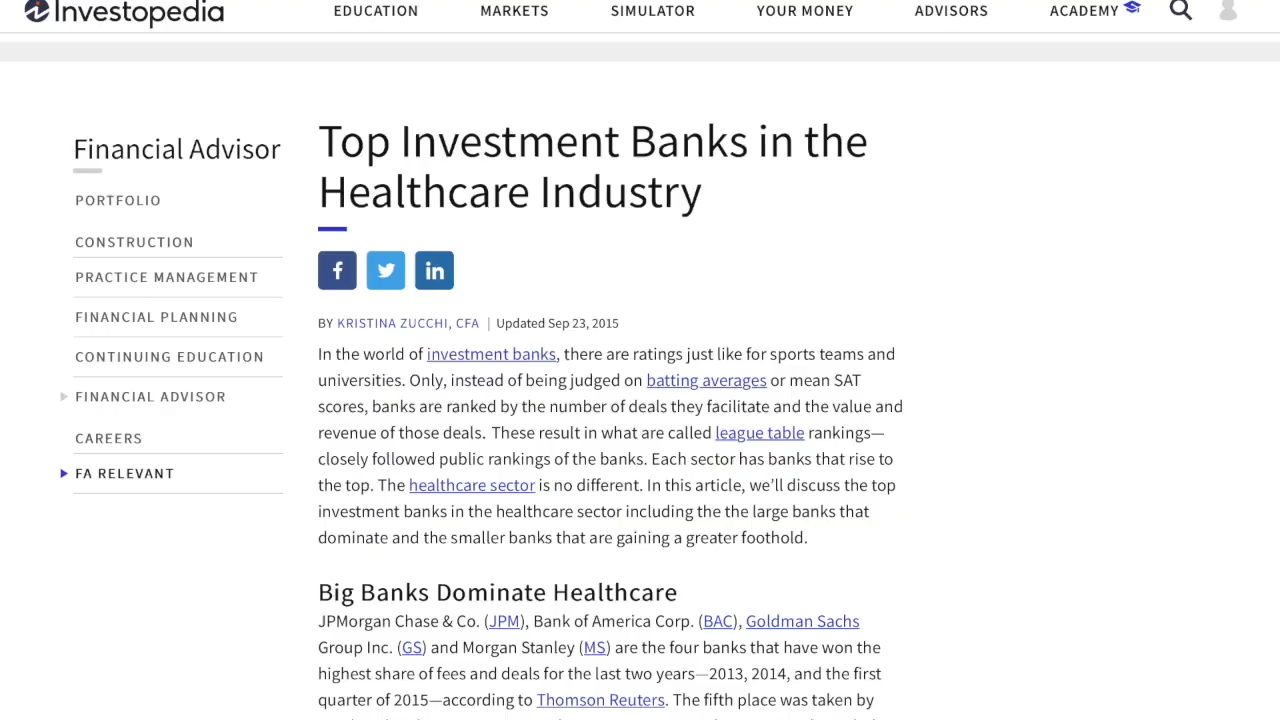 Investopedia
EDUCATION MARKETS SIMULATOR YOUR MONEY ADVISORS ACADEMY
Financial Advisor
PORTFOLIO
CONSTRUCTION
PRACTICE MANAGEMENT
FINANCIAL PLANNING
CONTINUING EDUCATION
FINANCIAL ADVISOR
CAREERS
FA RELEVANT
Top Investment Banks in the
Healthcare Industry
BY KRISTINA ZUCCHI, CFA | Updated Sep 23, 2015
In the world of investment banks, there are ratings just like for sports teams and
universities. Only, instead of being judged on batting averages or mean SAT
scores, banks are ranked by the number of deals they facilitate and the value and
revenue of those deals. These result in what are called league table rankings—
closely followed public rankings of the banks. Each sector has banks that rise to
the top. The healthcare sector is no different. In this article, we’ll discuss the top
investment banks in the healthcare sector including the the large banks that
dominate and the smaller banks that are gaining a greater foothold.
Big Banks Dominate Healthcare
JPMorgan Chase & Co. (JPM), Bank of America Corp. (BAC), Goldman Sachs
Group Inc. (GS) and Morgan Stanley (MS) are the four banks that have won the
highest share of fees and deals for the last two years—2013, 2014, and the first
quarter of 2015—according to Thomson Reuters. The fifth place was taken by